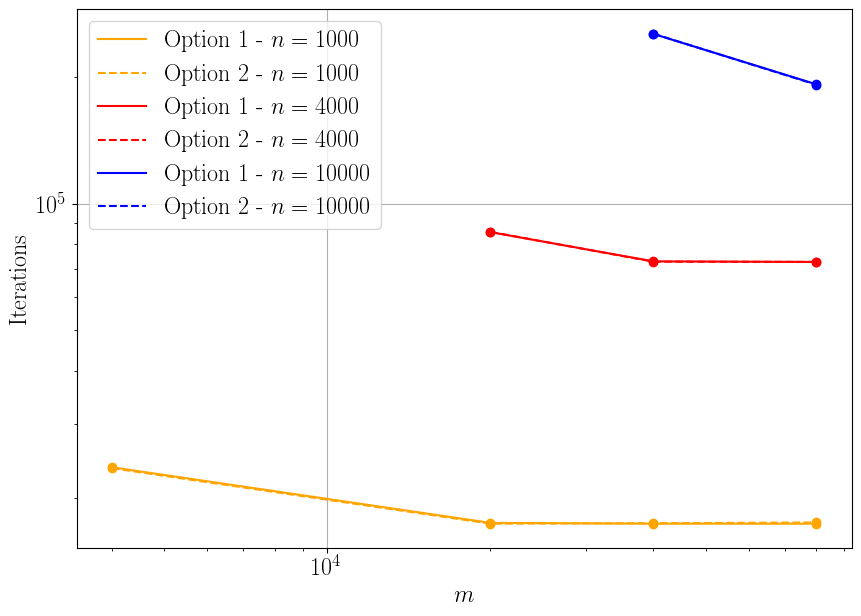 Option 1 - n = 1000
Option 2 - n = 1000
Option 1 - n = 4000
Option 2 - n = 4000
Option 1 - n = 10000
Option 2 - n = 10000
10^5
Iterations
10^4
m